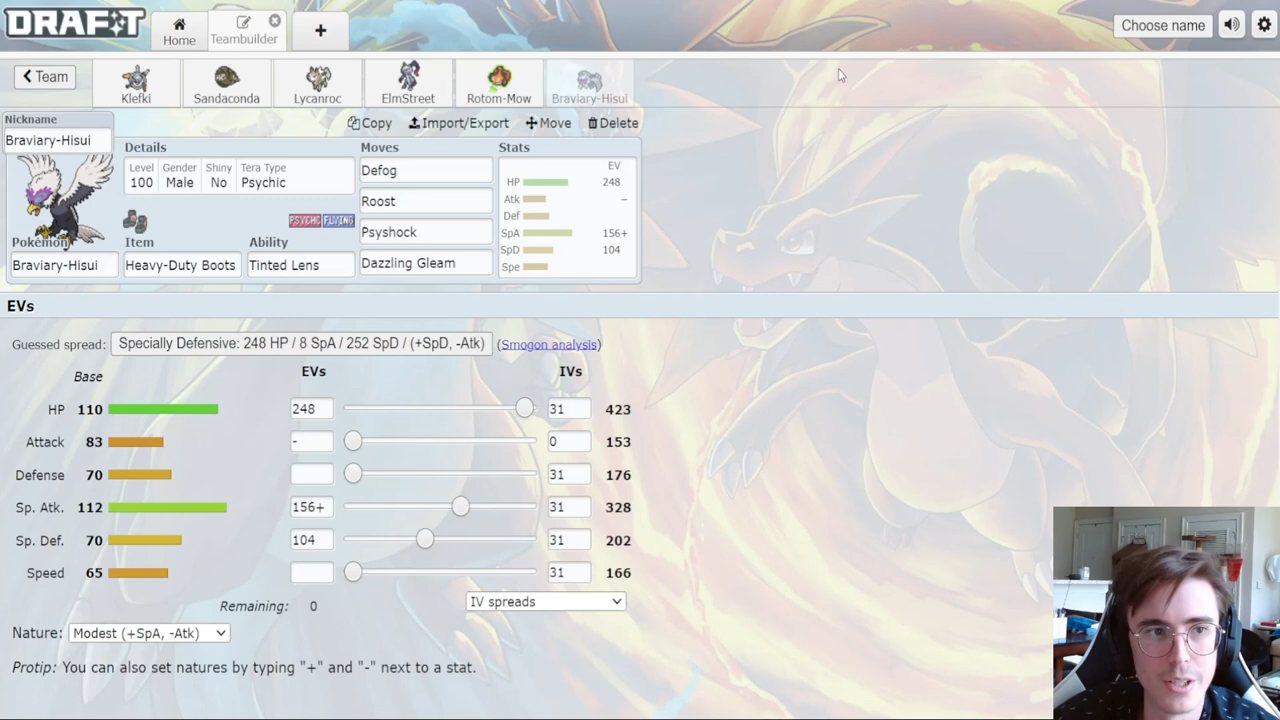 DRAFT
Home
Teambuilder
+
Choose name
Team
Klefki
Sandaconda
Lycanroc
ElmStreet
Rotom-Mow
Braviary-Hisui
Nickname
Braviary-Hisui
Copy
Import/Export
Move
Delete
Details
Level
Gender
Shiny
Tera Type
100
Male
No
Psychic
PSYCHC
FLYING
Pokémon
Braviary-Hisui
Item
Heavy-Duty Boots
Ability
Tinted Lens
Moves
Defog
Roost
Psyshock
Dazzling Gleam
Stats
EV
HP 248
Atk –
Def
SpA 156+
SpD 104
Spe
EVs
Guessed spread: Specially Defensive: 248 HP / 8 SpA / 252 SpD / (+SpD, -Atk) (Smogon analysis)
Base EVs IVs
HP 110 248 31 423
Attack 83 - 0 153
Defense 70 31 176
Sp. Atk. 112 156+ 31 328
Sp. Def. 70 104 31 202
Speed 65 31 166
Remaining: 0 IV spreads
Nature: Modest (+SpA, -Atk)
Protip: You can also set natures by typing "+" and "-" next to a stat.